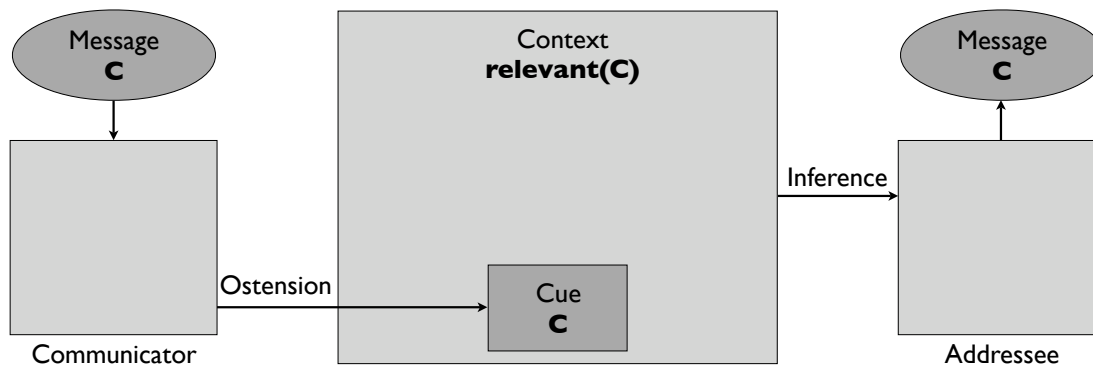 Message
C
Context
relevant(C)
Message
C
Inference
Ostension
Cue
C
Communicator
Addressee